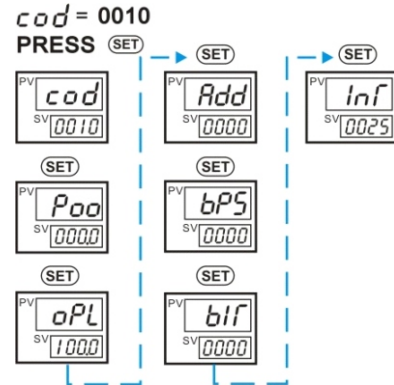 cod = 0010
PRESS SET
PV cod
SV 0010
SET
PV Poo
SV 000.0
SET
PV oPL
SV 100.0
SET
PV Add
SV 0000
SET
PV bPS
SV 0000
SET
PV bIT
SV 0000
SET
PV InT
SV 0025